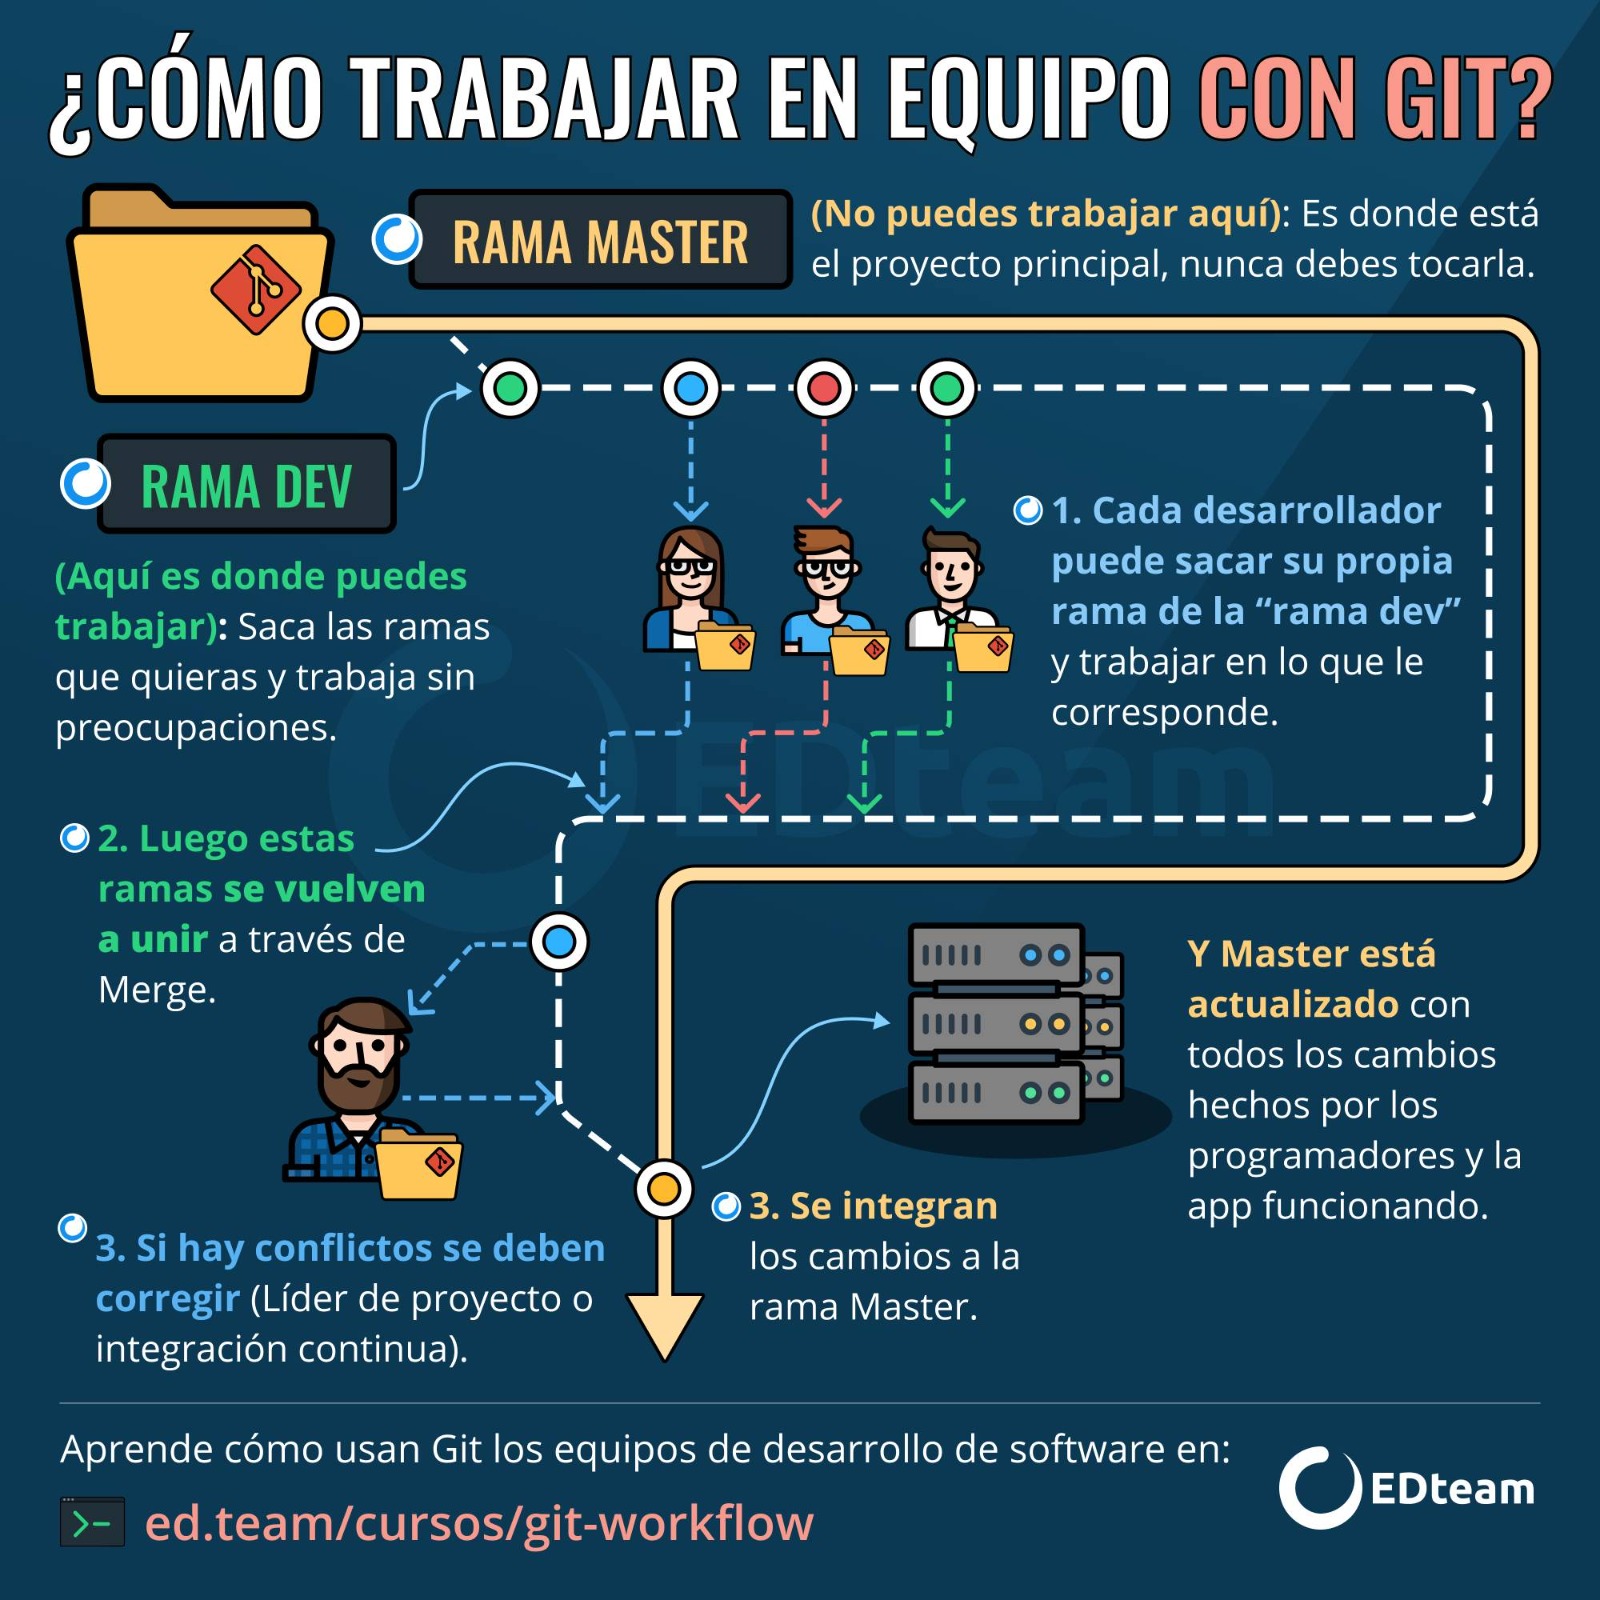 ¿CÓMO TRABAJAR EN EQUIPO CON GIT?
RAMA MASTER
(No puedes trabajar aquí): Es donde está
el proyecto principal, nunca debes tocarla.
RAMA DEV
(Aquí es donde puedes
trabajar): Saca las ramas
que quieras y trabaja sin
preocupaciones.
1. Cada desarrollador
puede sacar su propia
rama de la “rama dev”
y trabajar en lo que le
corresponde.
EDteam
2. Luego estas
ramas se vuelven
a unir a través de
Merge.
Y Master está
actualizado con
todos los cambios
hechos por los
programadores y la
app funcionando.
3. Si hay conflictos se deben
corregir (Líder de proyecto o
integración continua).
3. Se integran
los cambios a la
rama Master.
Aprende cómo usan Git los equipos de desarrollo de software en:
ed.team/cursos/git-workflow
EDteam